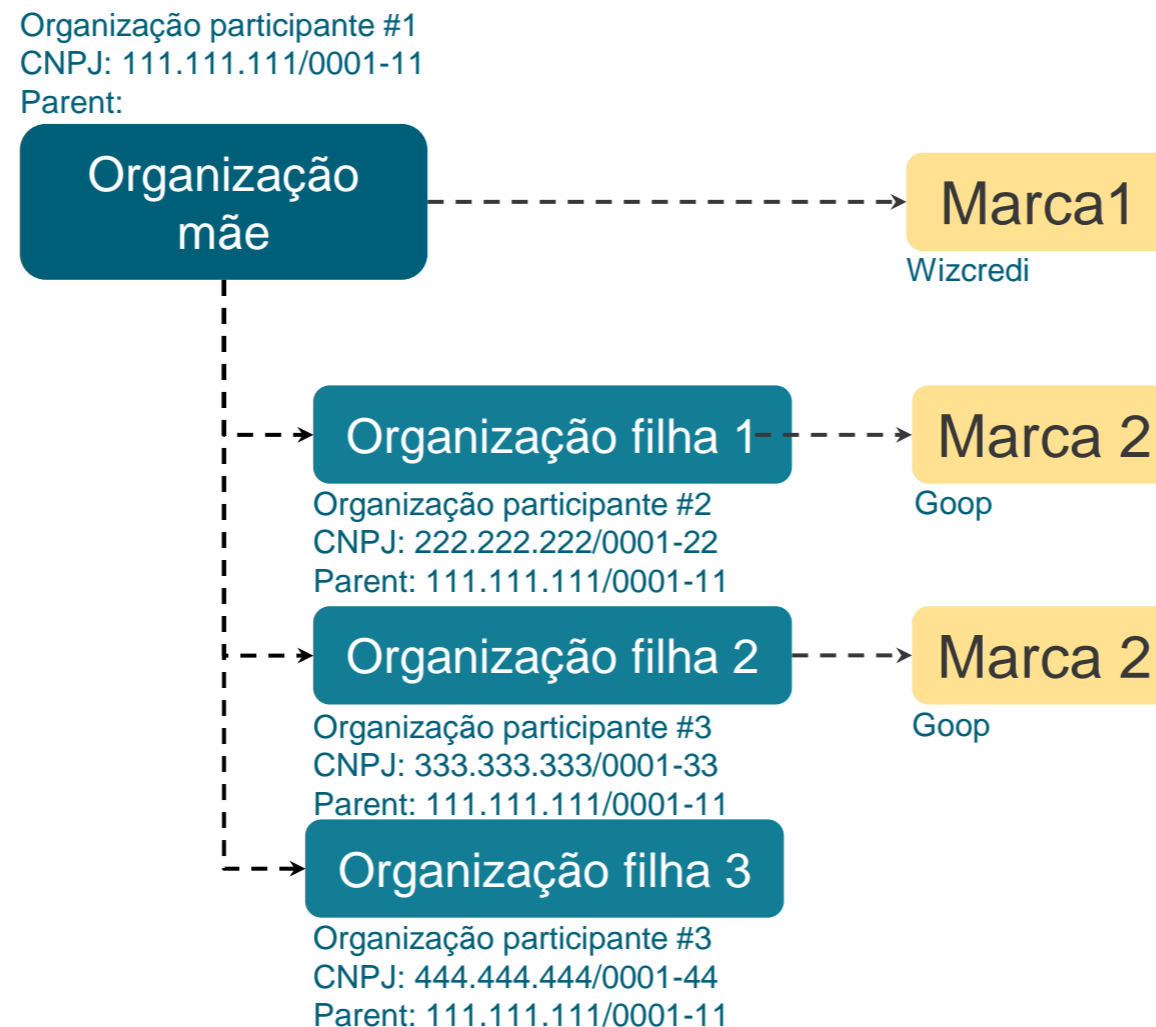 Organização participante #1
CNPJ: 111.111.111/0001-11
Parent:
Organização
mãe
Marca1
Wizcredi
Organização filha 1
Marca 2
Organização participante #2
CNPJ: 222.222.222/0001-22
Parent: 111.111.111/0001-11
Goop
Organização filha 2
Marca 2
Organização participante #3
CNPJ: 333.333.333/0001-33
Parent: 111.111.111/0001-11
Goop
Organização filha 3
Organização participante #3
CNPJ: 444.444.444/0001-44
Parent: 111.111.111/0001-11